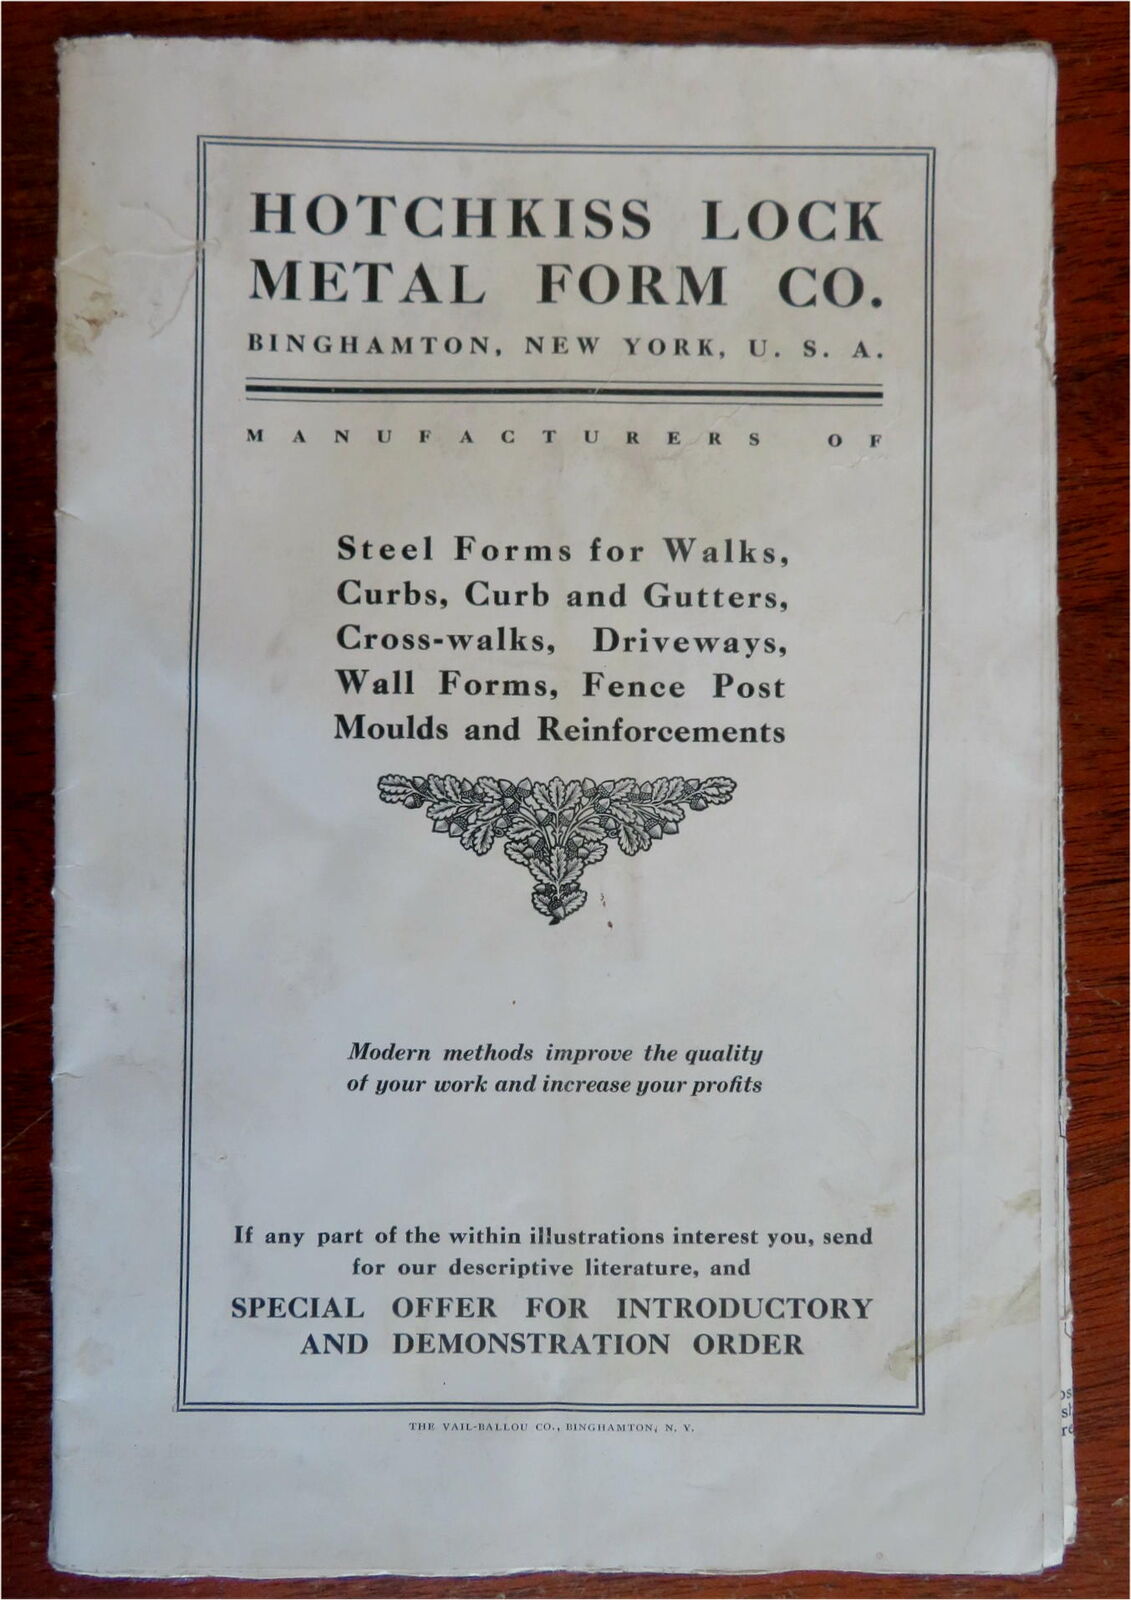 HOTCHKISS LOCK
METAL FORM CO.
BINGHAMTON, NEW YORK, U. S. A.
MANUFACTURERS OF
Steel Forms for Walks,
Curbs, Curb and Gutters,
Cross-walks, Driveways,
Wall Forms, Fence Post
Moulds and Reinforcements
Modern methods improve the quality
of your work and increase your profits
If any part of the within illustrations interest you, send
for our descriptive literature, and
SPECIAL OFFER FOR INTRODUCTORY
AND DEMONSTRATION ORDER
THE VAIL-BALLOU CO., BINGHAMTON, N. Y.